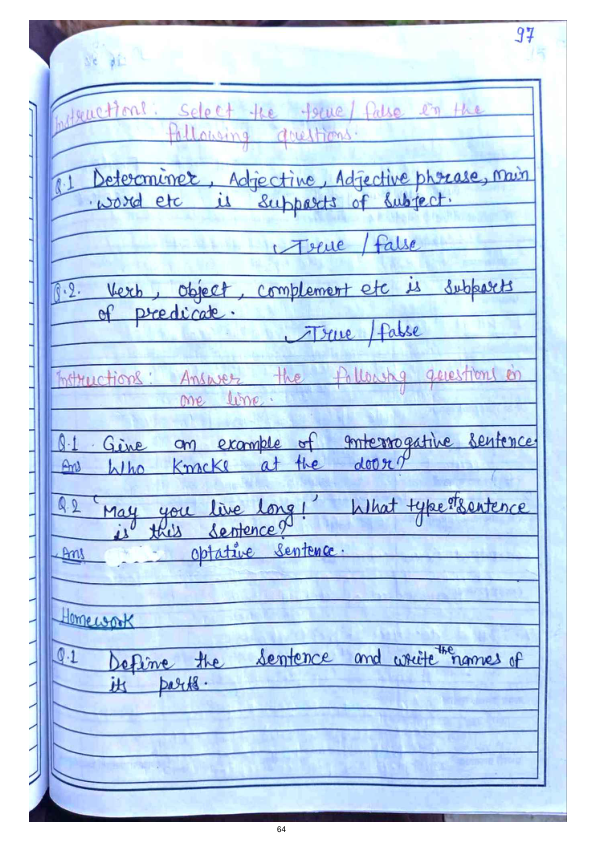 97
Instructions: Select the true/false in the
following questions.
Q.1 Determiner, Adjective, Adjective phrase, main
word etc is supparts of subject.
✓True / false
Q.2. Verb, object, complement etc is subparts
of predicate.
✓True / false
Instructions: Answer the following questions in
one line.
Q.1 Give an example of interrogative sentence.
Ans Who knocks at the door?
Q.2 'May you live long!' What type of sentence
is this sentence?
Ans optative sentence.
Homework
Q.1 Define the sentence and write the names of
its parts.
64